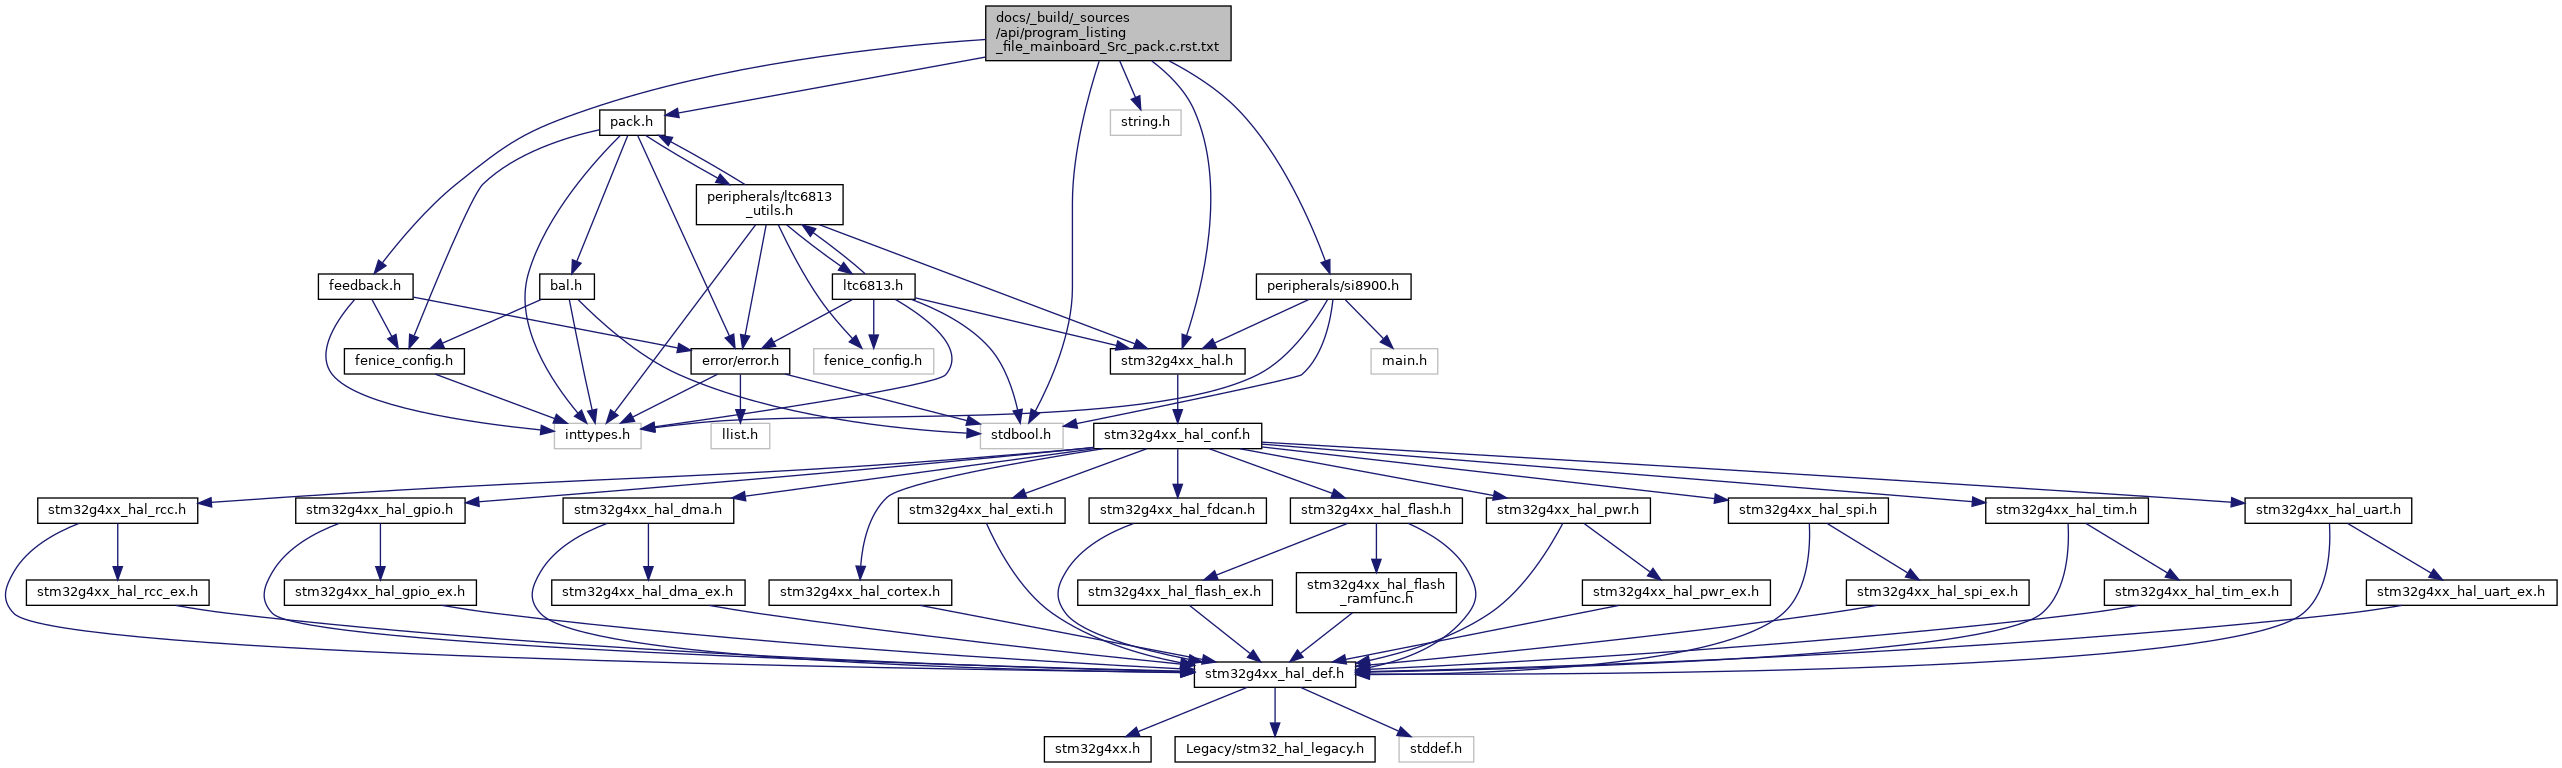 docs/_build/_sources
/api/program_listing
_file_mainboard_Src_pack.c.rst.txt
pack.h
string.h
peripherals/ltc6813
_utils.h
feedback.h
bal.h
ltc6813.h
peripherals/si8900.h
fenice_config.h
error/error.h
fenice_config.h
stm32g4xx_hal.h
main.h
inttypes.h
llist.h
stdbool.h
stm32g4xx_hal_conf.h
stm32g4xx_hal_rcc.h
stm32g4xx_hal_gpio.h
stm32g4xx_hal_dma.h
stm32g4xx_hal_exti.h
stm32g4xx_hal_fdcan.h
stm32g4xx_hal_flash.h
stm32g4xx_hal_pwr.h
stm32g4xx_hal_spi.h
stm32g4xx_hal_tim.h
stm32g4xx_hal_uart.h
stm32g4xx_hal_rcc_ex.h
stm32g4xx_hal_gpio_ex.h
stm32g4xx_hal_dma_ex.h
stm32g4xx_hal_cortex.h
stm32g4xx_hal_flash_ex.h
stm32g4xx_hal_flash
_ramfunc.h
stm32g4xx_hal_pwr_ex.h
stm32g4xx_hal_spi_ex.h
stm32g4xx_hal_tim_ex.h
stm32g4xx_hal_uart_ex.h
stm32g4xx_hal_def.h
stm32g4xx.h
Legacy/stm32_hal_legacy.h
stddef.h